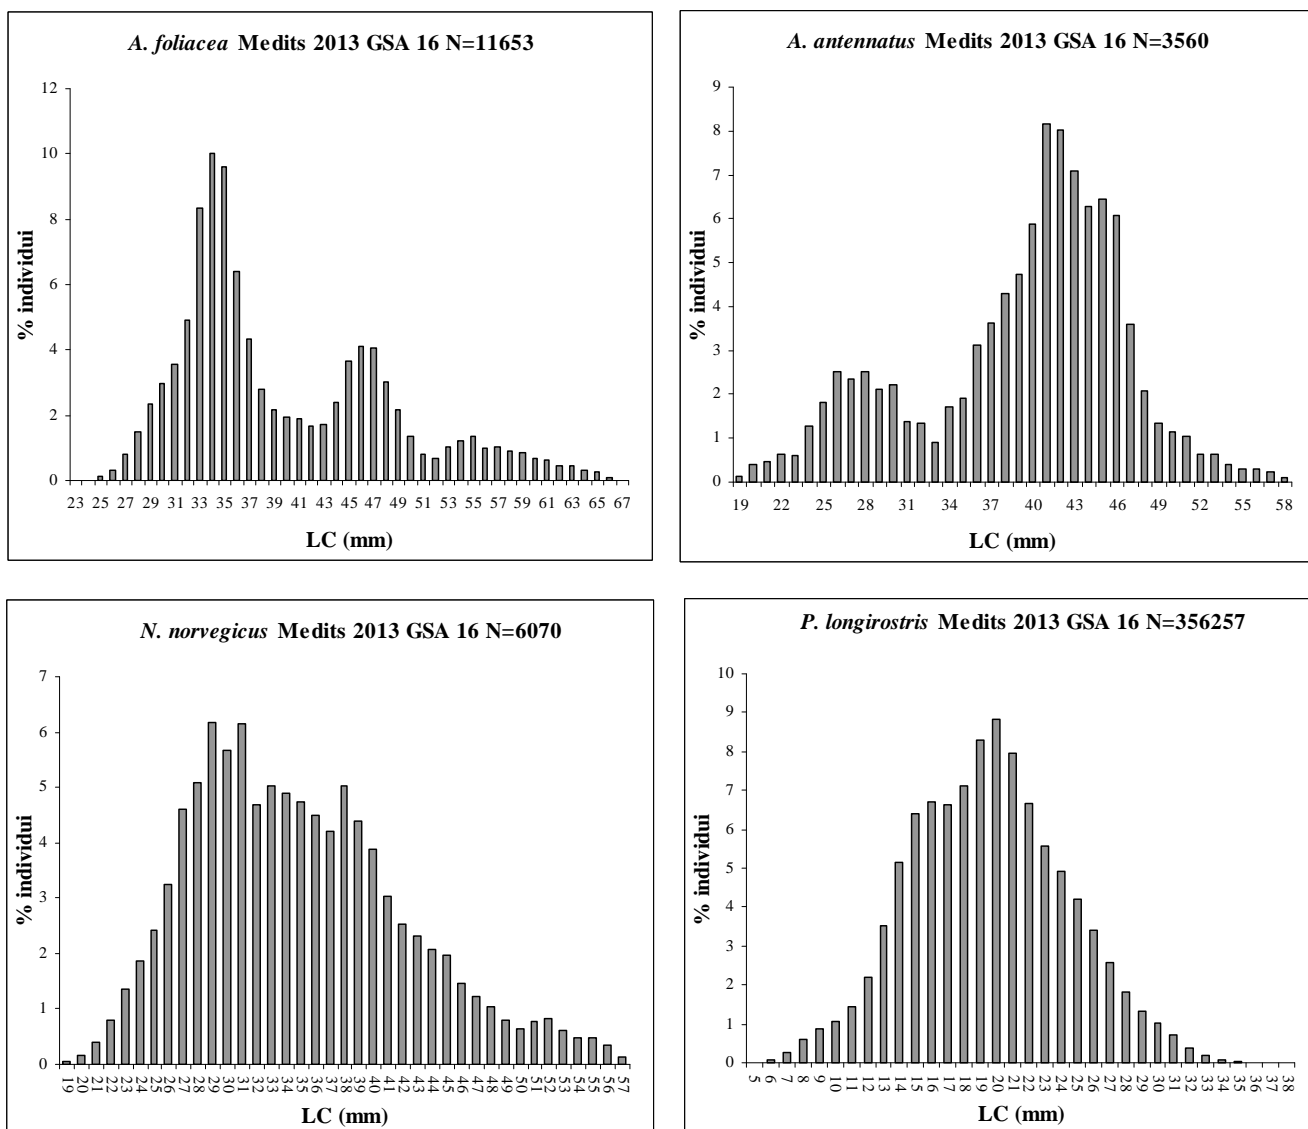 A. foliacea Medits 2013 GSA 16 N=11653
12
10
8
6
4
2
0
% individui
23 25 27 29 31 33 35 37 39 41 43 45 47 49 51 53 55 57 59 61 63 65 67
LC (mm)
A. antennatus Medits 2013 GSA 16 N=3560
9
8
7
6
5
4
3
2
1
0
% individui
19 22 25 28 31 34 37 40 43 46 49 52 55 58
LC (mm)
N. norvegicus Medits 2013 GSA 16 N=6070
7
6
5
4
3
2
1
0
% individui
19 20 21 22 23 24 25 26 27 28 29 30 31 32 33 34 35 36 37 38 39 40 41 42 43 44 45 46 47 48 49 50 51 52 53 54 55 56 57
LC (mm)
P. longirostris Medits 2013 GSA 16 N=356257
10
9
8
7
6
5
4
3
2
1
0
% individui
5 6 7 8 9 10 11 12 13 14 15 16 17 18 19 20 21 22 23 24 25 26 27 28 29 30 31 32 33 34 35 36 37 38
LC (mm)